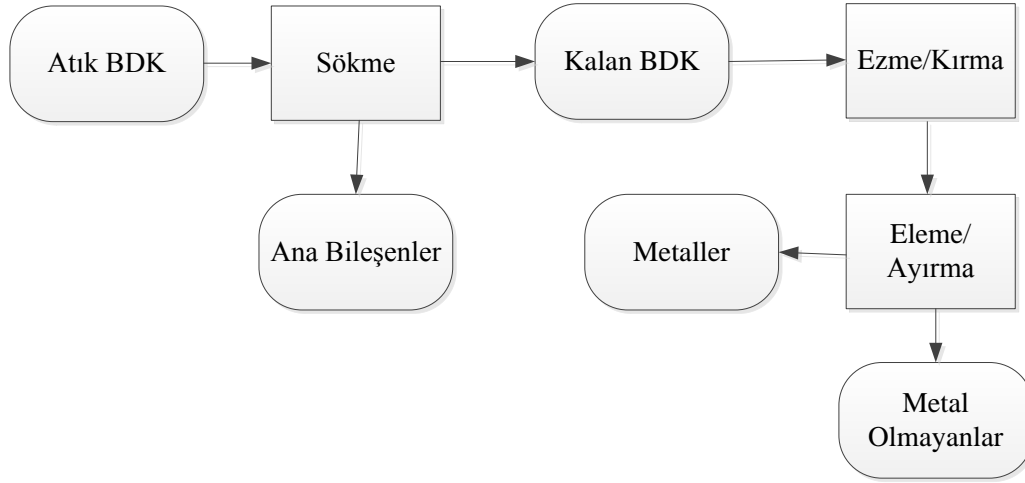 Atık BDK
Sökme
Kalan BDK
Ezme/Kırma
Ana Bileşenler
Metaller
Eleme/
Ayırma
Metal
Olmayanlar